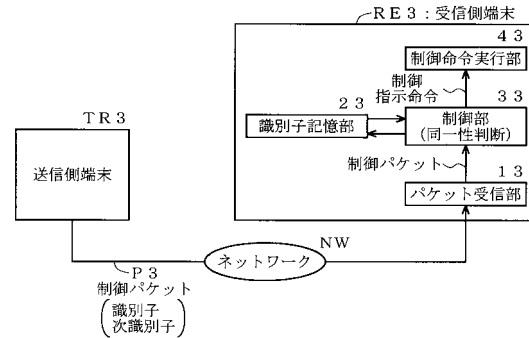 RE3：受信側端末
43
制御命令実行部
制御
指示命令
33
制御部
(同一性判断)
23
識別子記憶部
制御パケット
13
パケット受信部
TR3
送信側端末
NW
ネットワーク
P3
制御パケット
(識別子
次識別子)